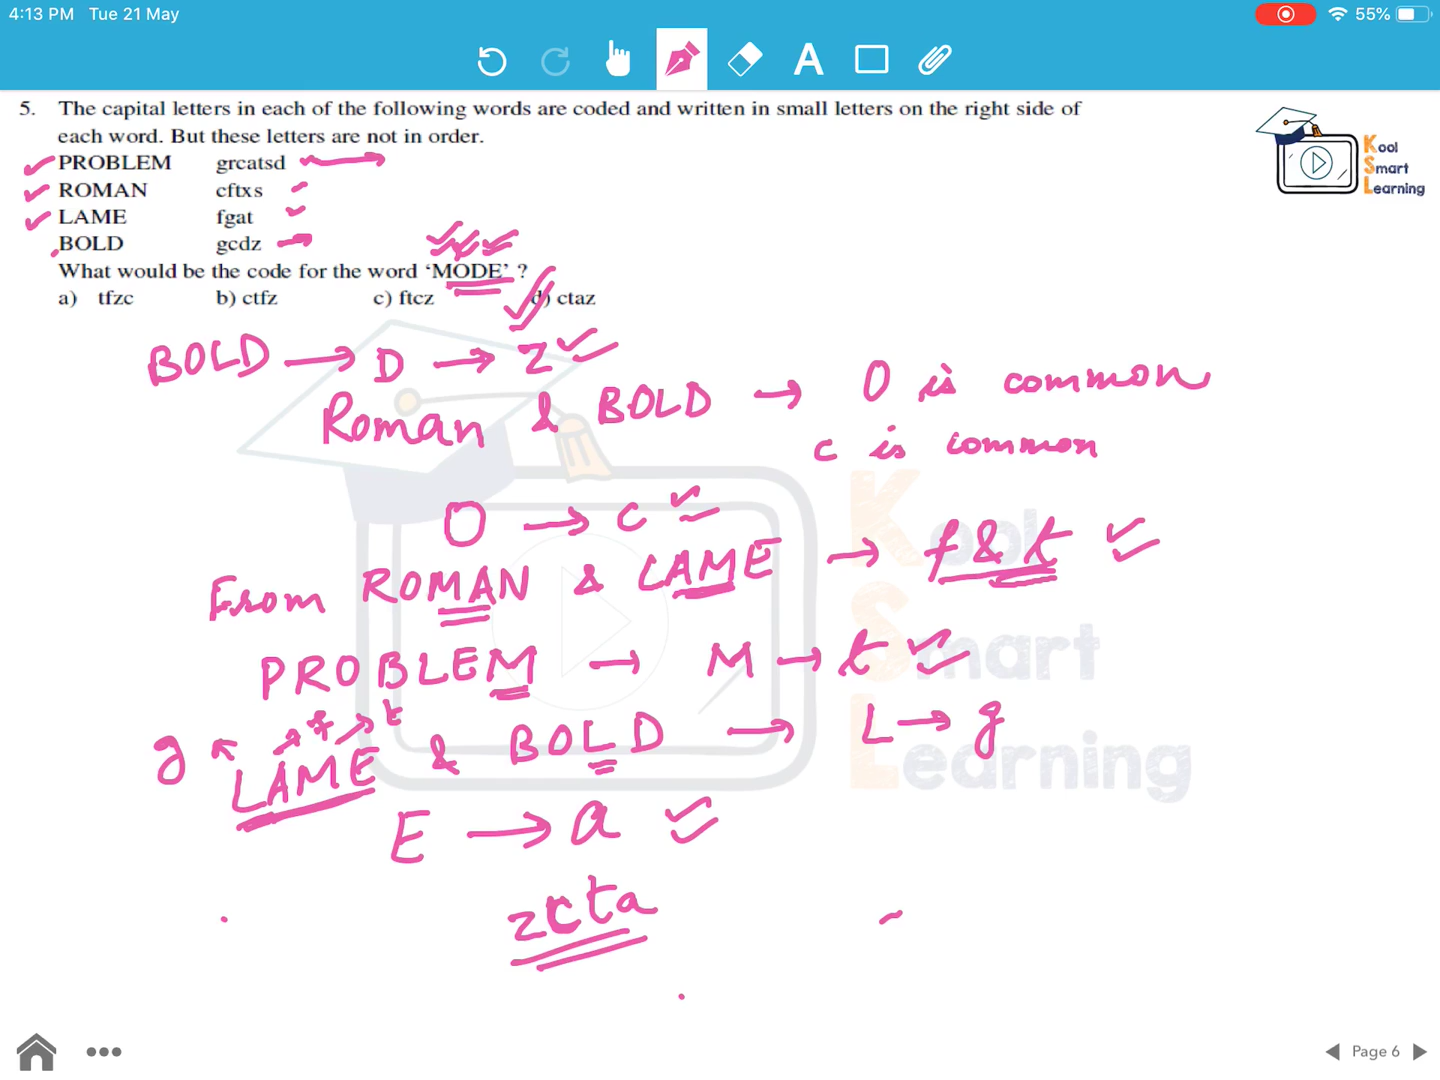 4:13 PM Tue 21 May
55%
A
5. The capital letters in each of the following words are coded and written in small letters on the right side of
each word. But these letters are not in order.
PROBLEM grcatsd
ROMAN cftxs
LAME fgat
BOLD gcdz
What would be the code for the word ‘MODE’ ?
a) tfzc b) ctfz c) ftcz d) ctaz
Kool
Smart
Learning
BOLD → D → z
Roman & BOLD → O is common
c is common
O → c
From ROMAN & LAME → f & t
PROBLEM → M → t
g f t
LAME & BOLD → L → g
E → a
zcta
Kool
Smart
Learning
Page 6